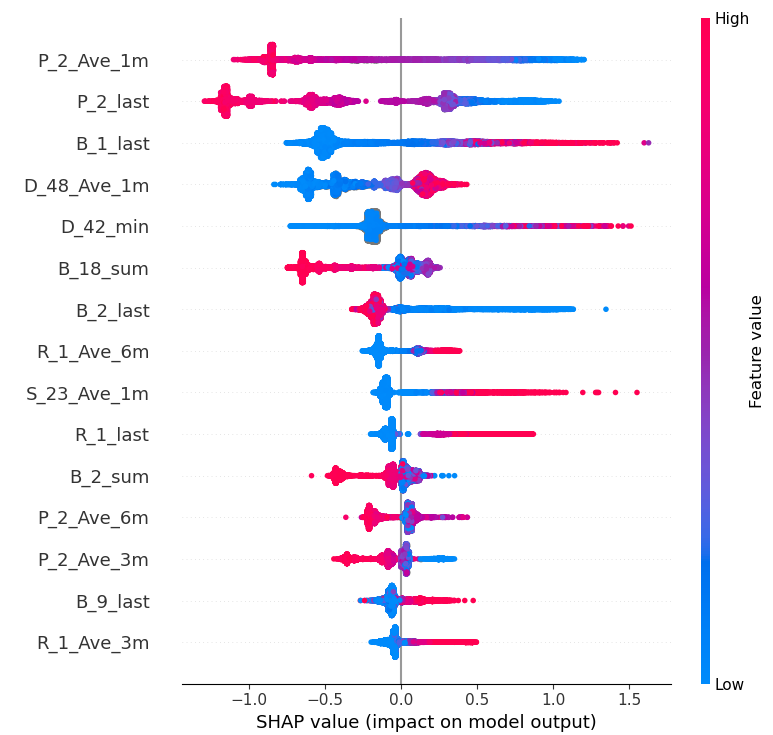 High
P_2_Ave_1m
P_2_last
B_1_last
D_48_Ave_1m
D_42_min
B_18_sum
B_2_last
R_1_Ave_6m
S_23_Ave_1m
R_1_last
B_2_sum
P_2_Ave_6m
P_2_Ave_3m
B_9_last
R_1_Ave_3m
Feature value
Low
−1.0 −0.5 0.0 0.5 1.0 1.5
SHAP value (impact on model output)